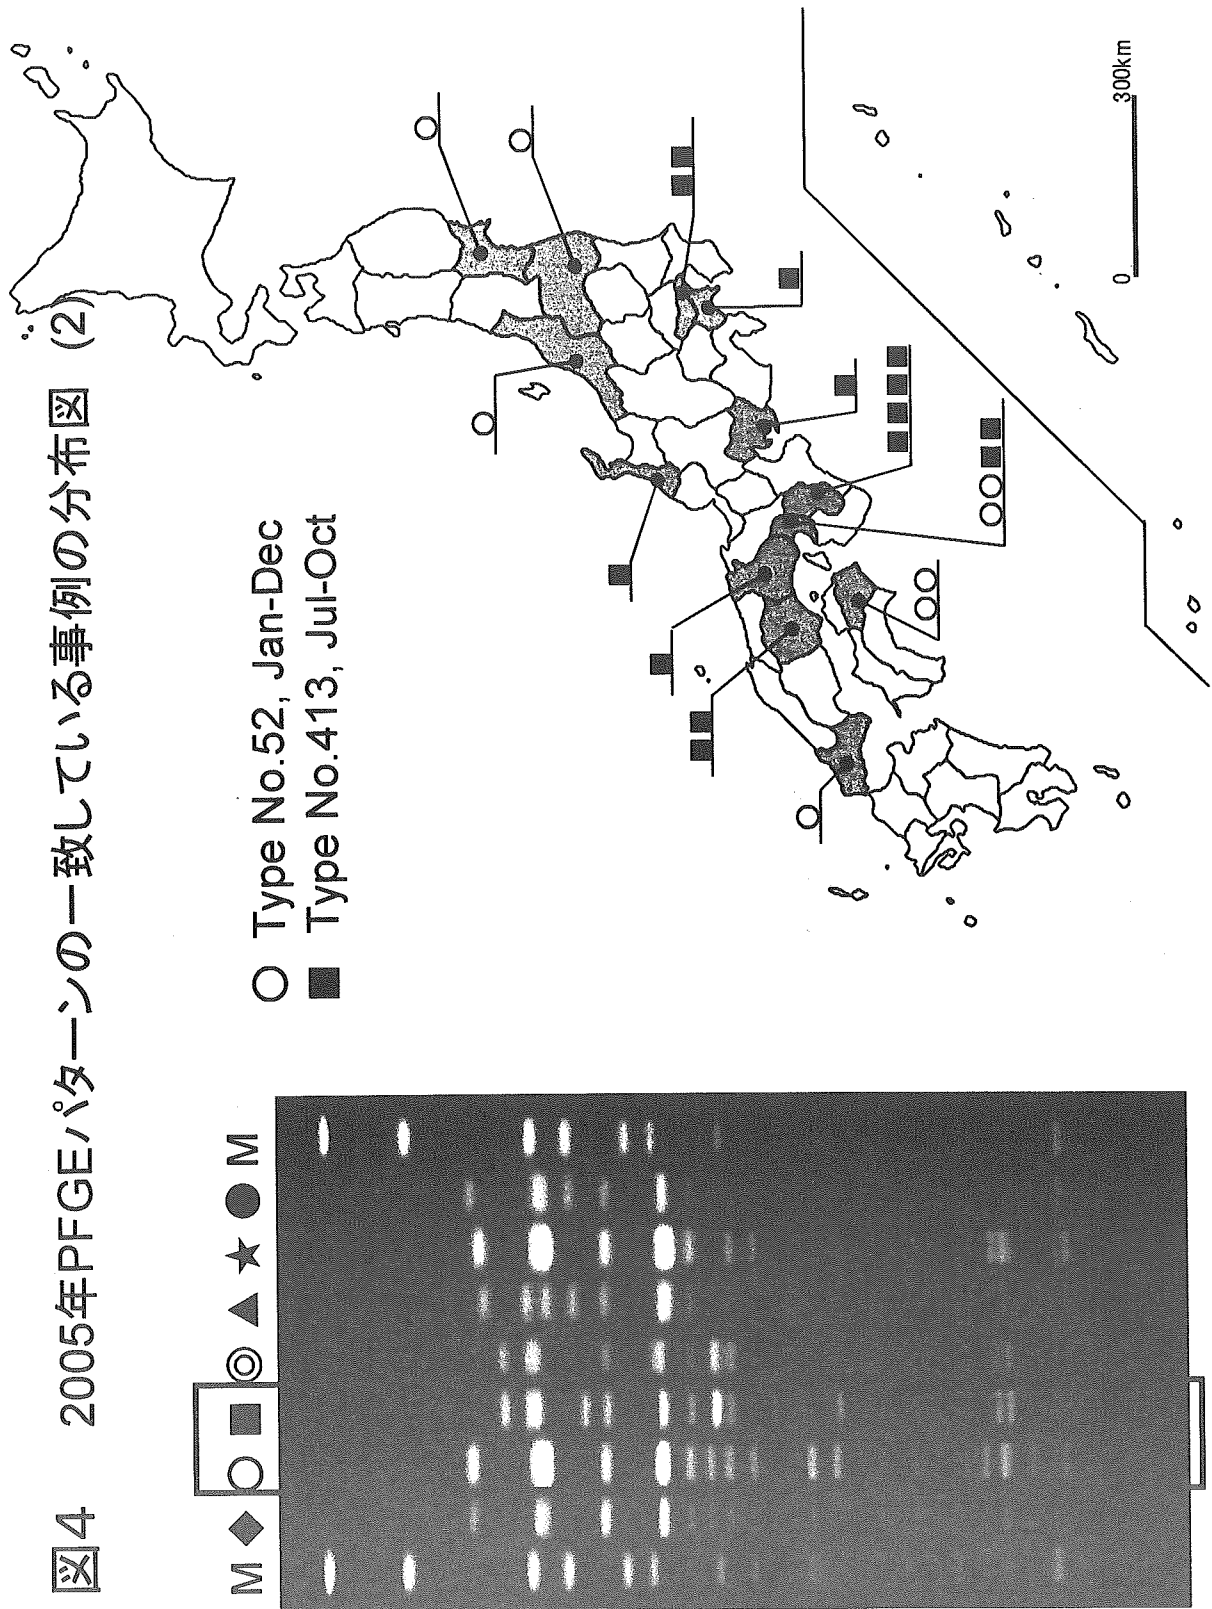 図4 2005年PFGEパターンの一致している事例の分布図 (2)
M ◆ ○ ■ ◎ ▲ ★ ● M
○ Type No.52, Jan-Dec
■ Type No.413, Jul-Oct
0 300km